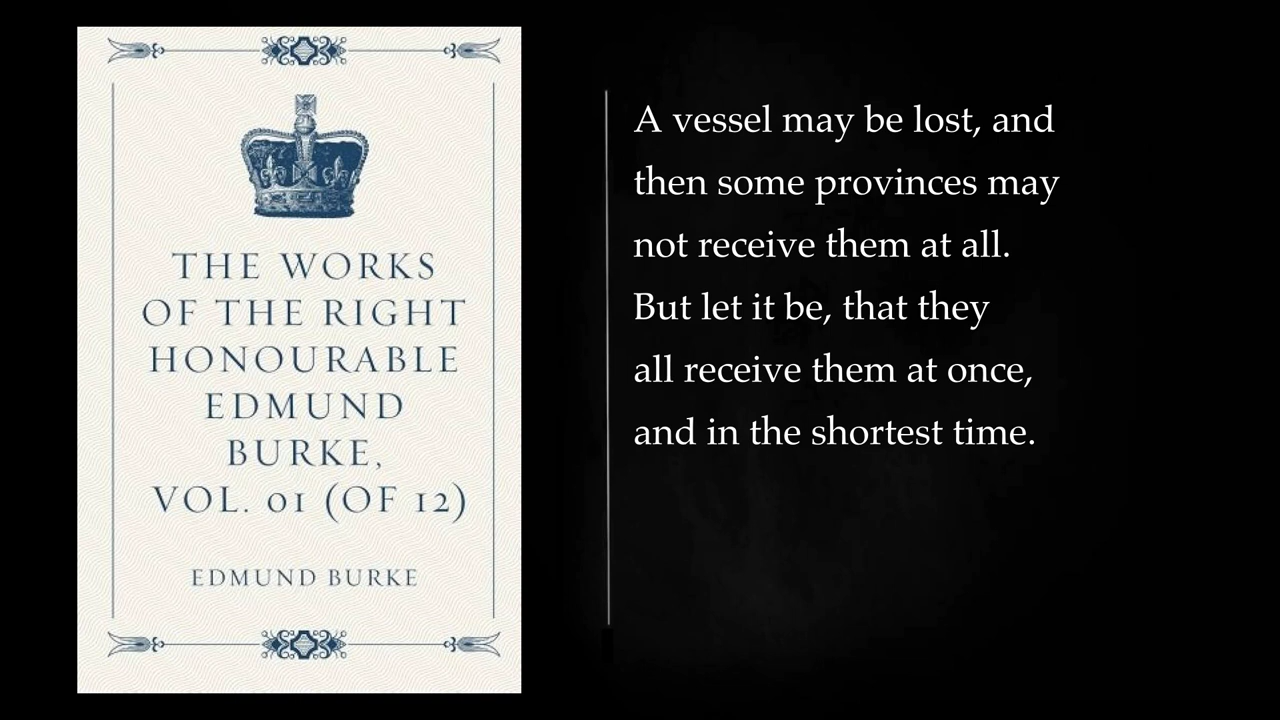 THE WORKS
OF THE RIGHT
HONOURABLE
EDMUND
BURKE,
VOL. 01 (OF 12)
EDMUND BURKE
A vessel may be lost, and
then some provinces may
not receive them at all.
But let it be, that they
all receive them at once,
and in the shortest time.